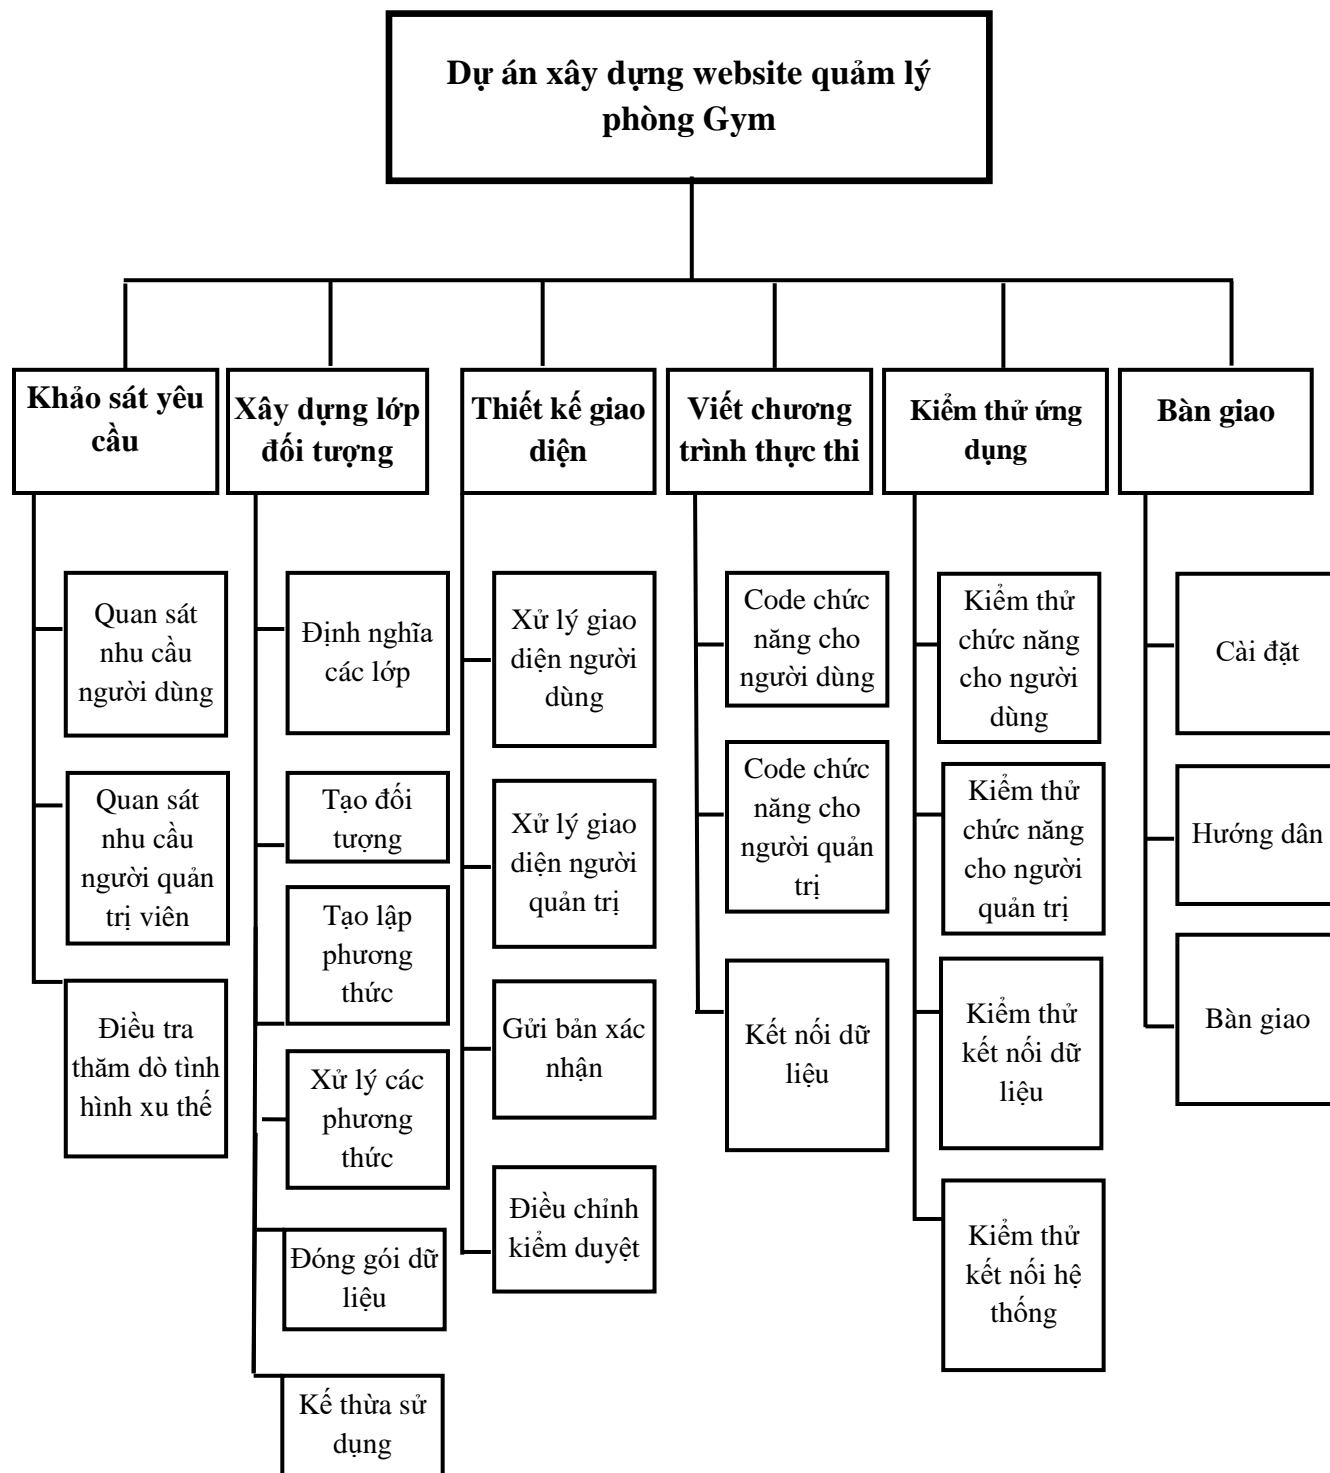 Dự án xây dựng website quảm lý
phòng Gym
Khảo sát yêu
cầu
Xây dựng lớp
đối tượng
Thiết kế giao
diện
Viết chương
trình thực thi
Kiểm thử ứng
dụng
Bàn giao
Quan sát
nhu cầu
người dùng
Quan sát
nhu cầu
người quản
trị viên
Điều tra
thăm dò tình
hình xu thế
Định nghĩa
các lớp
Tạo đối
tượng
Tạo lập
phương
thức
Xử lý các
phương
thức
Đóng gói dữ
liệu
Kế thừa sử
dụng
Xử lý giao
diện người
dùng
Xử lý giao
diện người
quản trị
Gửi bản xác
nhận
Điều chỉnh
kiểm duyệt
Code chức
năng cho
người dùng
Code chức
năng cho
người quản
trị
Kết nối dữ
liệu
Kiểm thử
chức năng
cho người
dùng
Kiểm thử
chức năng
cho người
quản trị
Kiểm thử
kết nối dữ
liệu
Kiểm thử
kết nối hệ
thống
Cài đặt
Hướng dân
Bàn giao